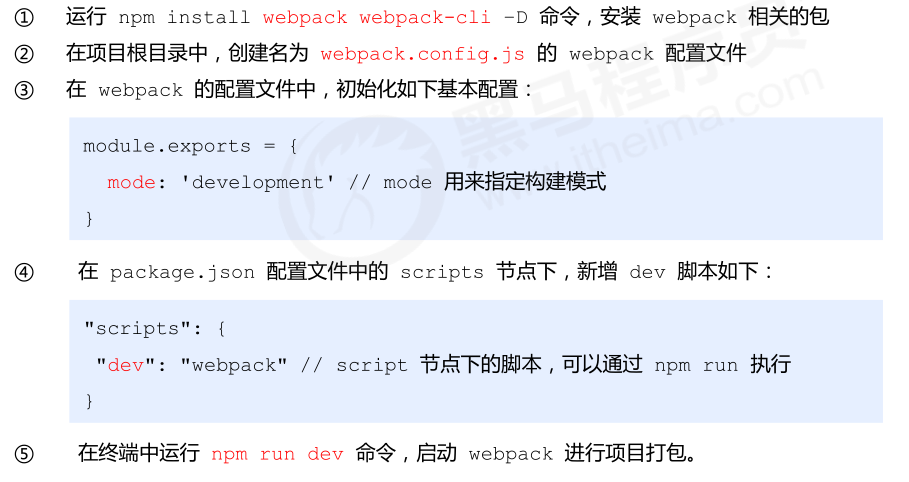 ① 运行 npm install webpack webpack-cli –D 命令，安装 webpack 相关的包
② 在项目根目录中，创建名为 webpack.config.js 的 webpack 配置文件
③ 在 webpack 的配置文件中，初始化如下基本配置：
module.exports = {
mode: 'development' // mode 用来指定构建模式
}
④ 在 package.json 配置文件中的 scripts 节点下，新增 dev 脚本如下：
"scripts": {
"dev": "webpack" // script 节点下的脚本，可以通过 npm run 执行
}
⑤ 在终端中运行 npm run dev 命令，启动 webpack 进行项目打包。
黑马程序员
www.itheima.com